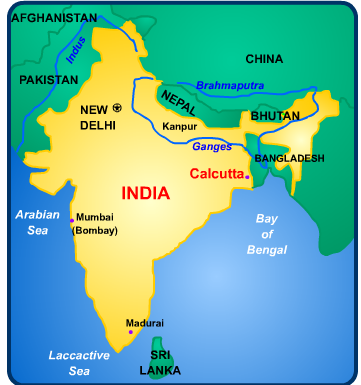 AFGHANISTAN
Indus
CHINA
PAKISTAN
Brahmaputra
NEPAL
NEW
DELHI
BHUTAN
Kanpur
Ganges
BANGLADESH
Calcutta
INDIA
Arabian
Sea
Mumbai
(Bombay)
Bay
of
Bengal
Madurai
Laccactive
Sea
SRI
LANKA